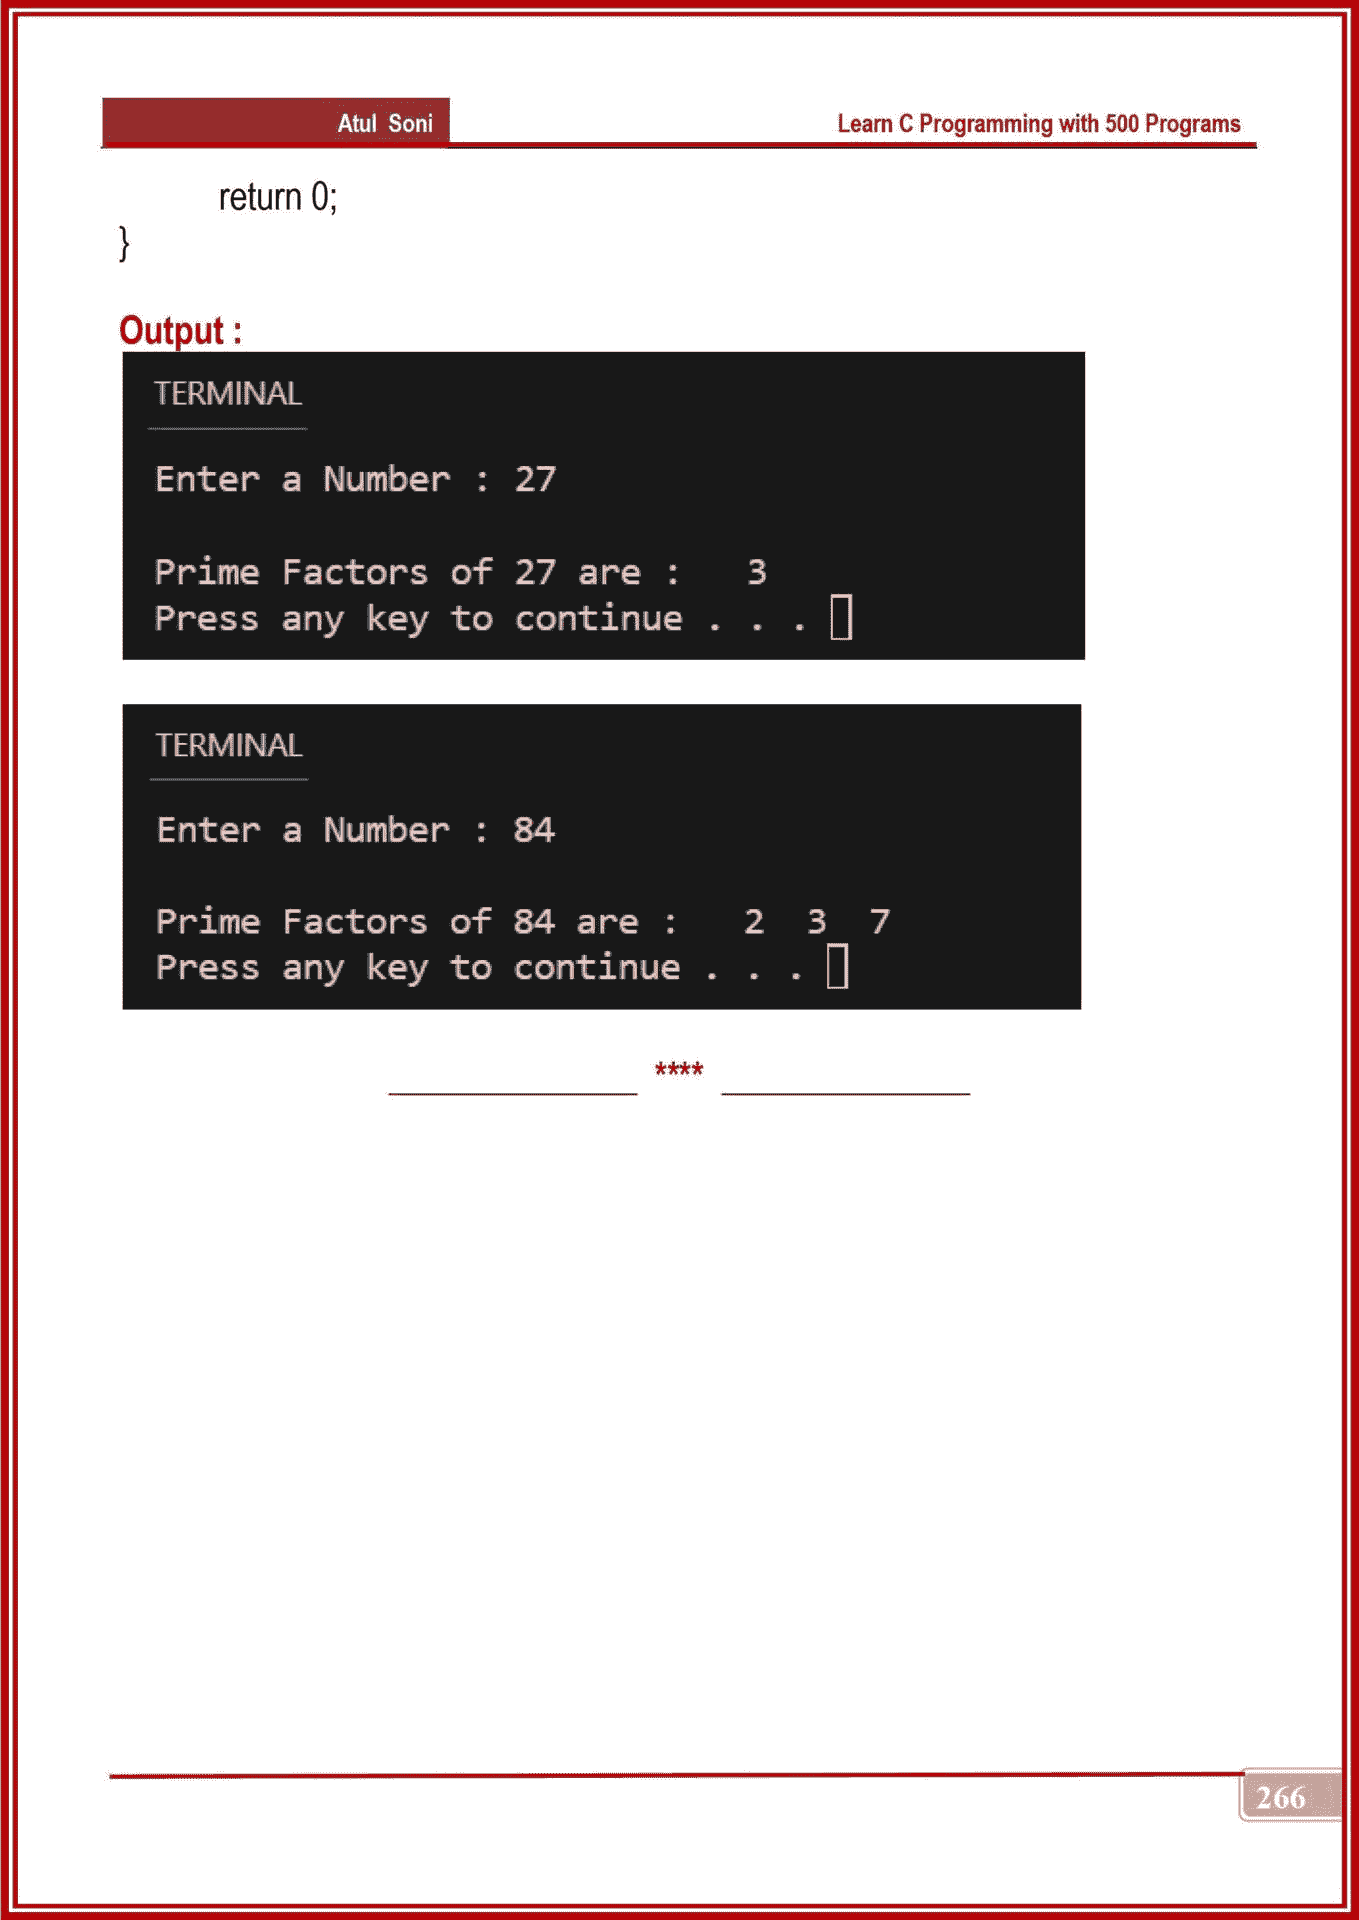 Atul Soni
Learn C Programming with 500 Programs
return 0;
}
Output :
TERMINAL
Enter a Number : 27
Prime Factors of 27 are : 3
Press any key to continue . . .
TERMINAL
Enter a Number : 84
Prime Factors of 84 are : 2 3 7
Press any key to continue . . .
****
266